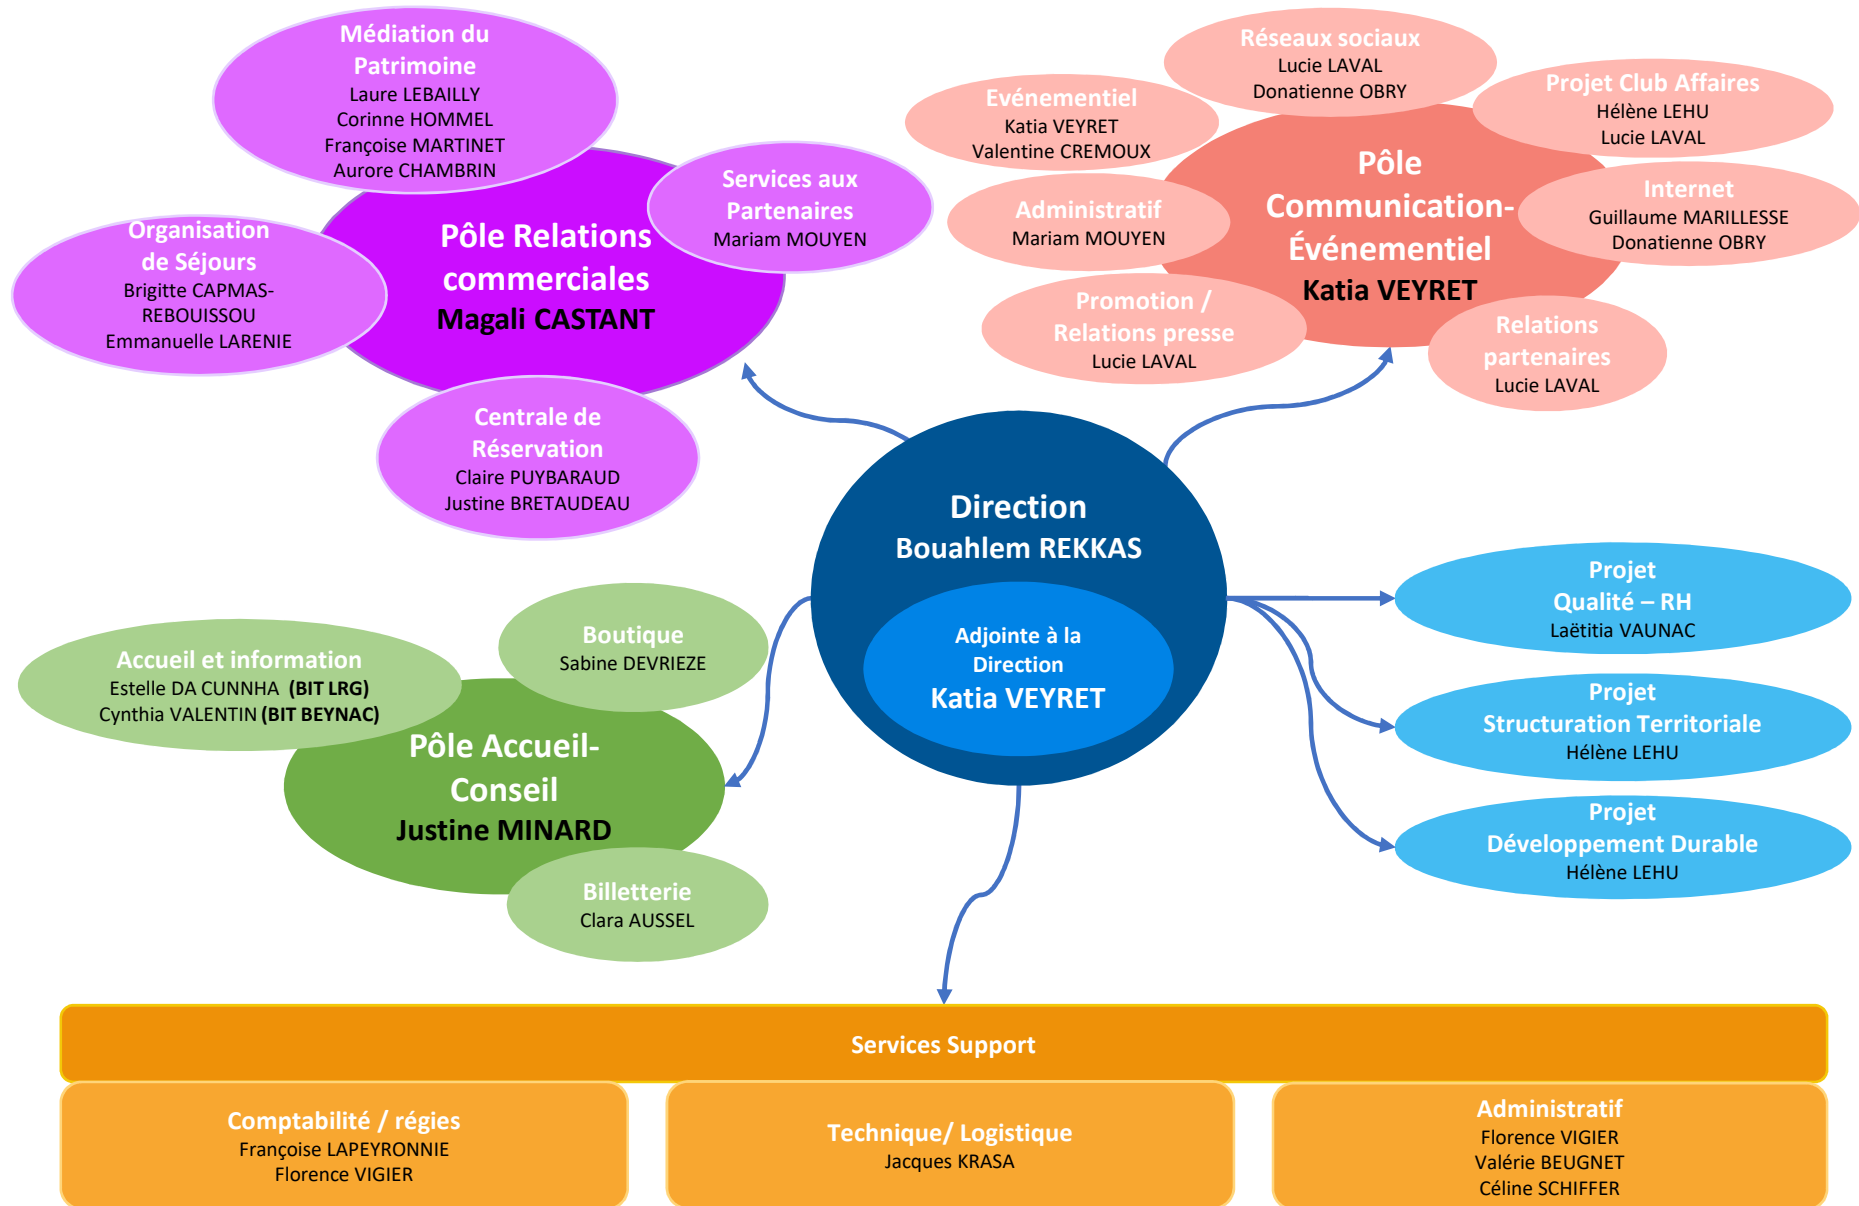 Médiation du
Patrimoine
Laure LEBAILLY
Corinne HOMMEL
Françoise MARTINET
Aurore CHAMBRIN
Services aux
Partenaires
Mariam MOUYEN
Organisation
de Séjours
Brigitte CAPMAS-
REBOUISSOU
Emmanuelle LARENIE
Pôle Relations
commerciales
Magali CASTANT
Centrale de
Réservation
Claire PUYBARAUD
Justine BRETAUDEAU
Réseaux sociaux
Lucie LAVAL
Donatienne OBRY
Evénementiel
Katia VEYRET
Valentine CREMOUX
Projet Club Affaires
Hélène LEHU
Lucie LAVAL
Administratif
Mariam MOUYEN
Pôle
Communication-
Événementiel
Katia VEYRET
Internet
Guillaume MARILLESSE
Donatienne OBRY
Promotion /
Relations presse
Lucie LAVAL
Relations
partenaires
Lucie LAVAL
Direction
Bouahlem REKKAS
Adjointe à la
Direction
Katia VEYRET
Projet
Qualité – RH
Laëtitia VAUNAC
Projet
Structuration Territoriale
Hélène LEHU
Projet
Développement Durable
Hélène LEHU
Boutique
Sabine DEVRIEZE
Accueil et information
Estelle DA CUNNHA (BIT LRG)
Cynthia VALENTIN (BIT BEYNAC)
Pôle Accueil-
Conseil
Justine MINARD
Billetterie
Clara AUSSEL
Services Support
Comptabilité / régies
Françoise LAPEYRONNIE
Florence VIGIER
Technique/ Logistique
Jacques KRASA
Administratif
Florence VIGIER
Valérie BEUGNET
Céline SCHIFFER